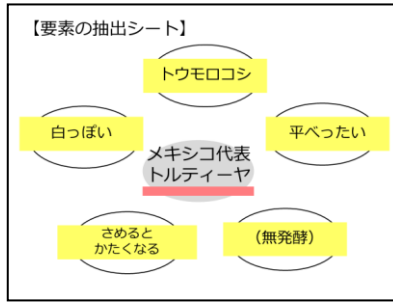 【要素の抽出シート】
トウモロコシ
白っぽい
平べったい
メキシコ代表
トルティーヤ
さめると
かたくなる
（無発酵）